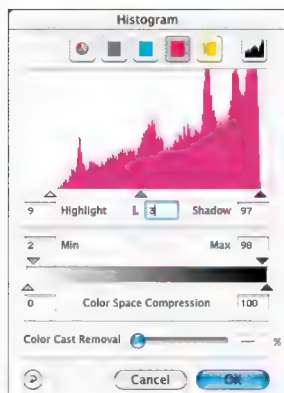 Histogram
9 Highlight L 3 Shadow 97
2 Min Max 98
0 Color Space Compression 100
Color Cast Removal — %
Cancel OK